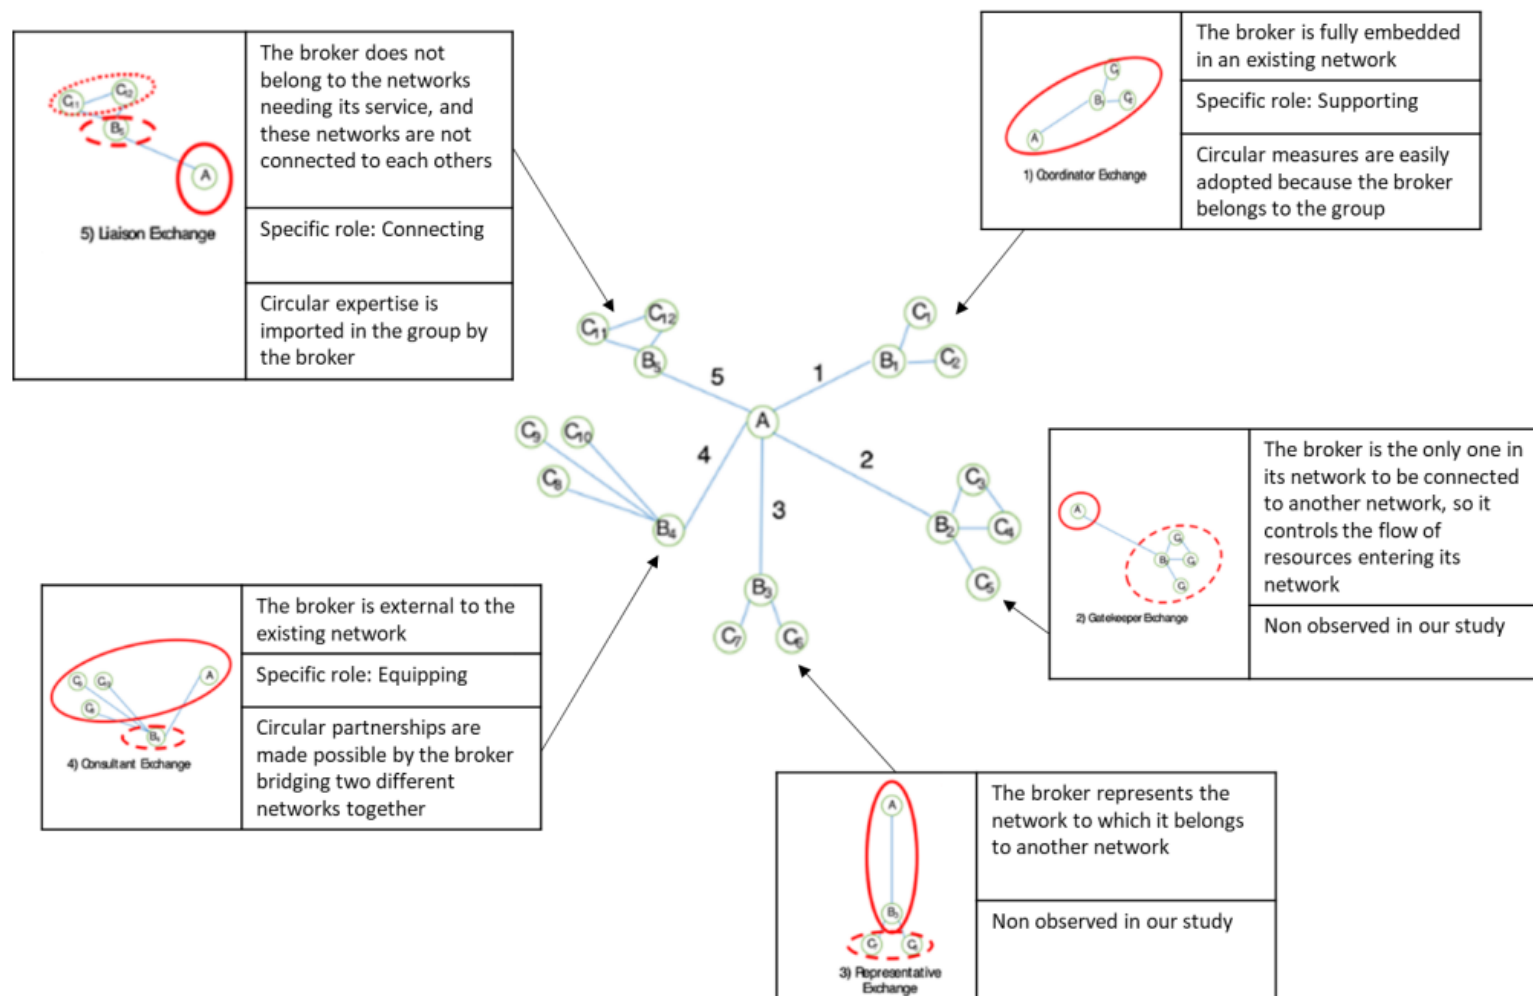 C11
C12
B5
A
5) Liaison Exchange
The broker does not
belong to the networks
needing its service, and
these networks are not
connected to each others
Specific role: Connecting
Circular expertise is
imported in the group by
the broker
A
B1
1) Coordinator Exchange
The broker is fully embedded
in an existing network
Specific role: Supporting
Circular measures are easily
adopted because the broker
belongs to the group
C11
C12
B5
5
1
C1
B1
C2
A
C9
C10
C8
4
B4
2
C3
B2
C4
C5
3
B3
C7
C6
A
2) Gatekeeper Exchange
The broker is the only one in
its network to be connected
to another network, so it
controls the flow of
resources entering its
network
Non observed in our study
A
4) Consultant Exchange
The broker is external to the
existing network
Specific role: Equipping
Circular partnerships are
made possible by the broker
bridging two different
networks together
A
B3
3) Representative
Exchange
The broker represents the
network to which it belongs
to another network
Non observed in our study